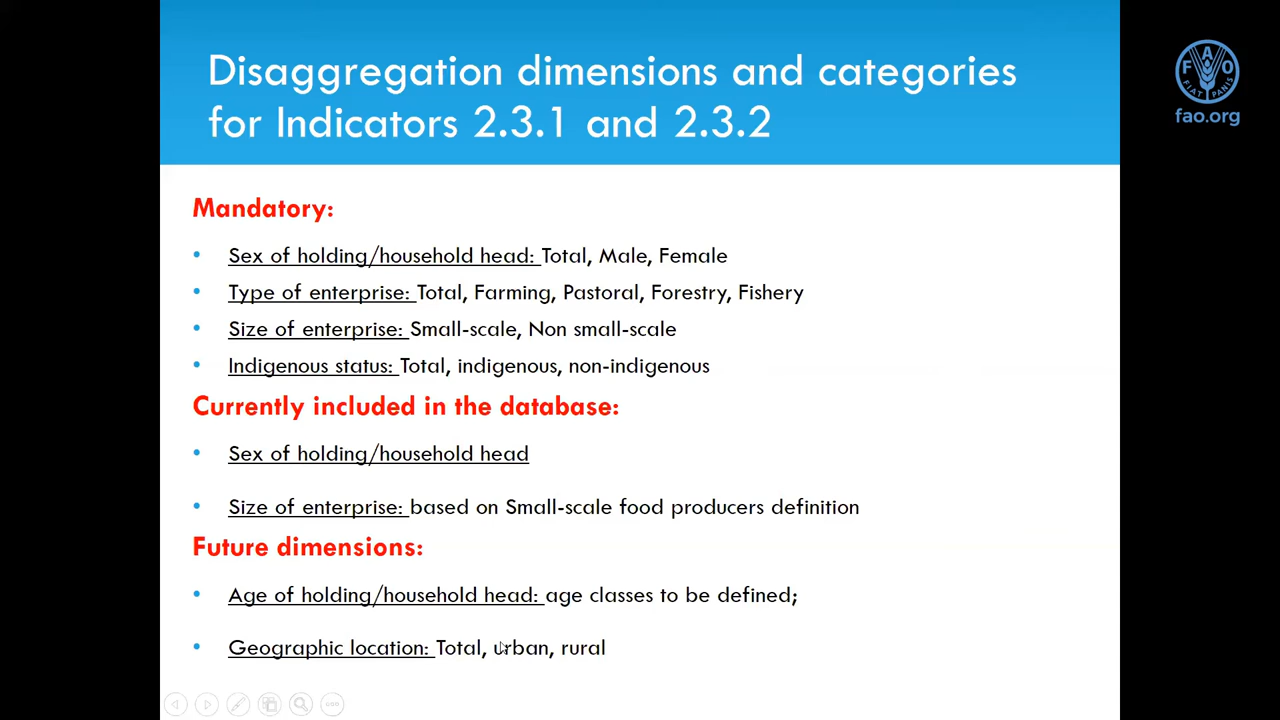 Disaggregation dimensions and categories
for Indicators 2.3.1 and 2.3.2
F A O
FIAT PANIS
fao.org
Mandatory:
• Sex of holding/household head: Total, Male, Female
• Type of enterprise: Total, Farming, Pastoral, Forestry, Fishery
• Size of enterprise: Small-scale, Non small-scale
• Indigenous status: Total, indigenous, non-indigenous
Currently included in the database:
• Sex of holding/household head
• Size of enterprise: based on Small-scale food producers definition
Future dimensions:
• Age of holding/household head: age classes to be defined;
• Geographic location: Total, urban, rural